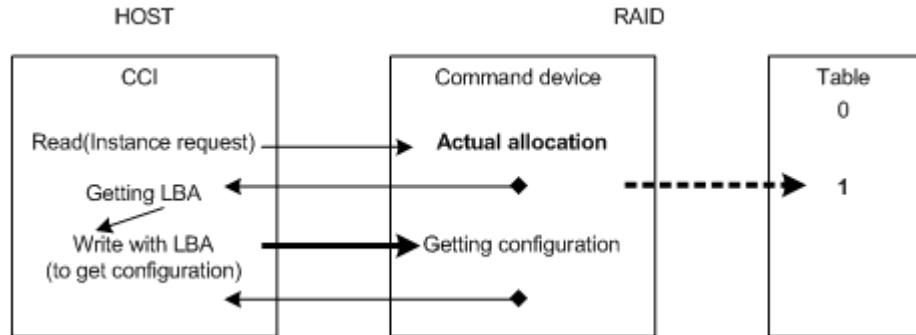 HOST
RAID
CCI
Command device
Table
0
Read(Instance request)
Actual allocation
Getting LBA
1
Write with LBA
(to get configuration)
Getting configuration